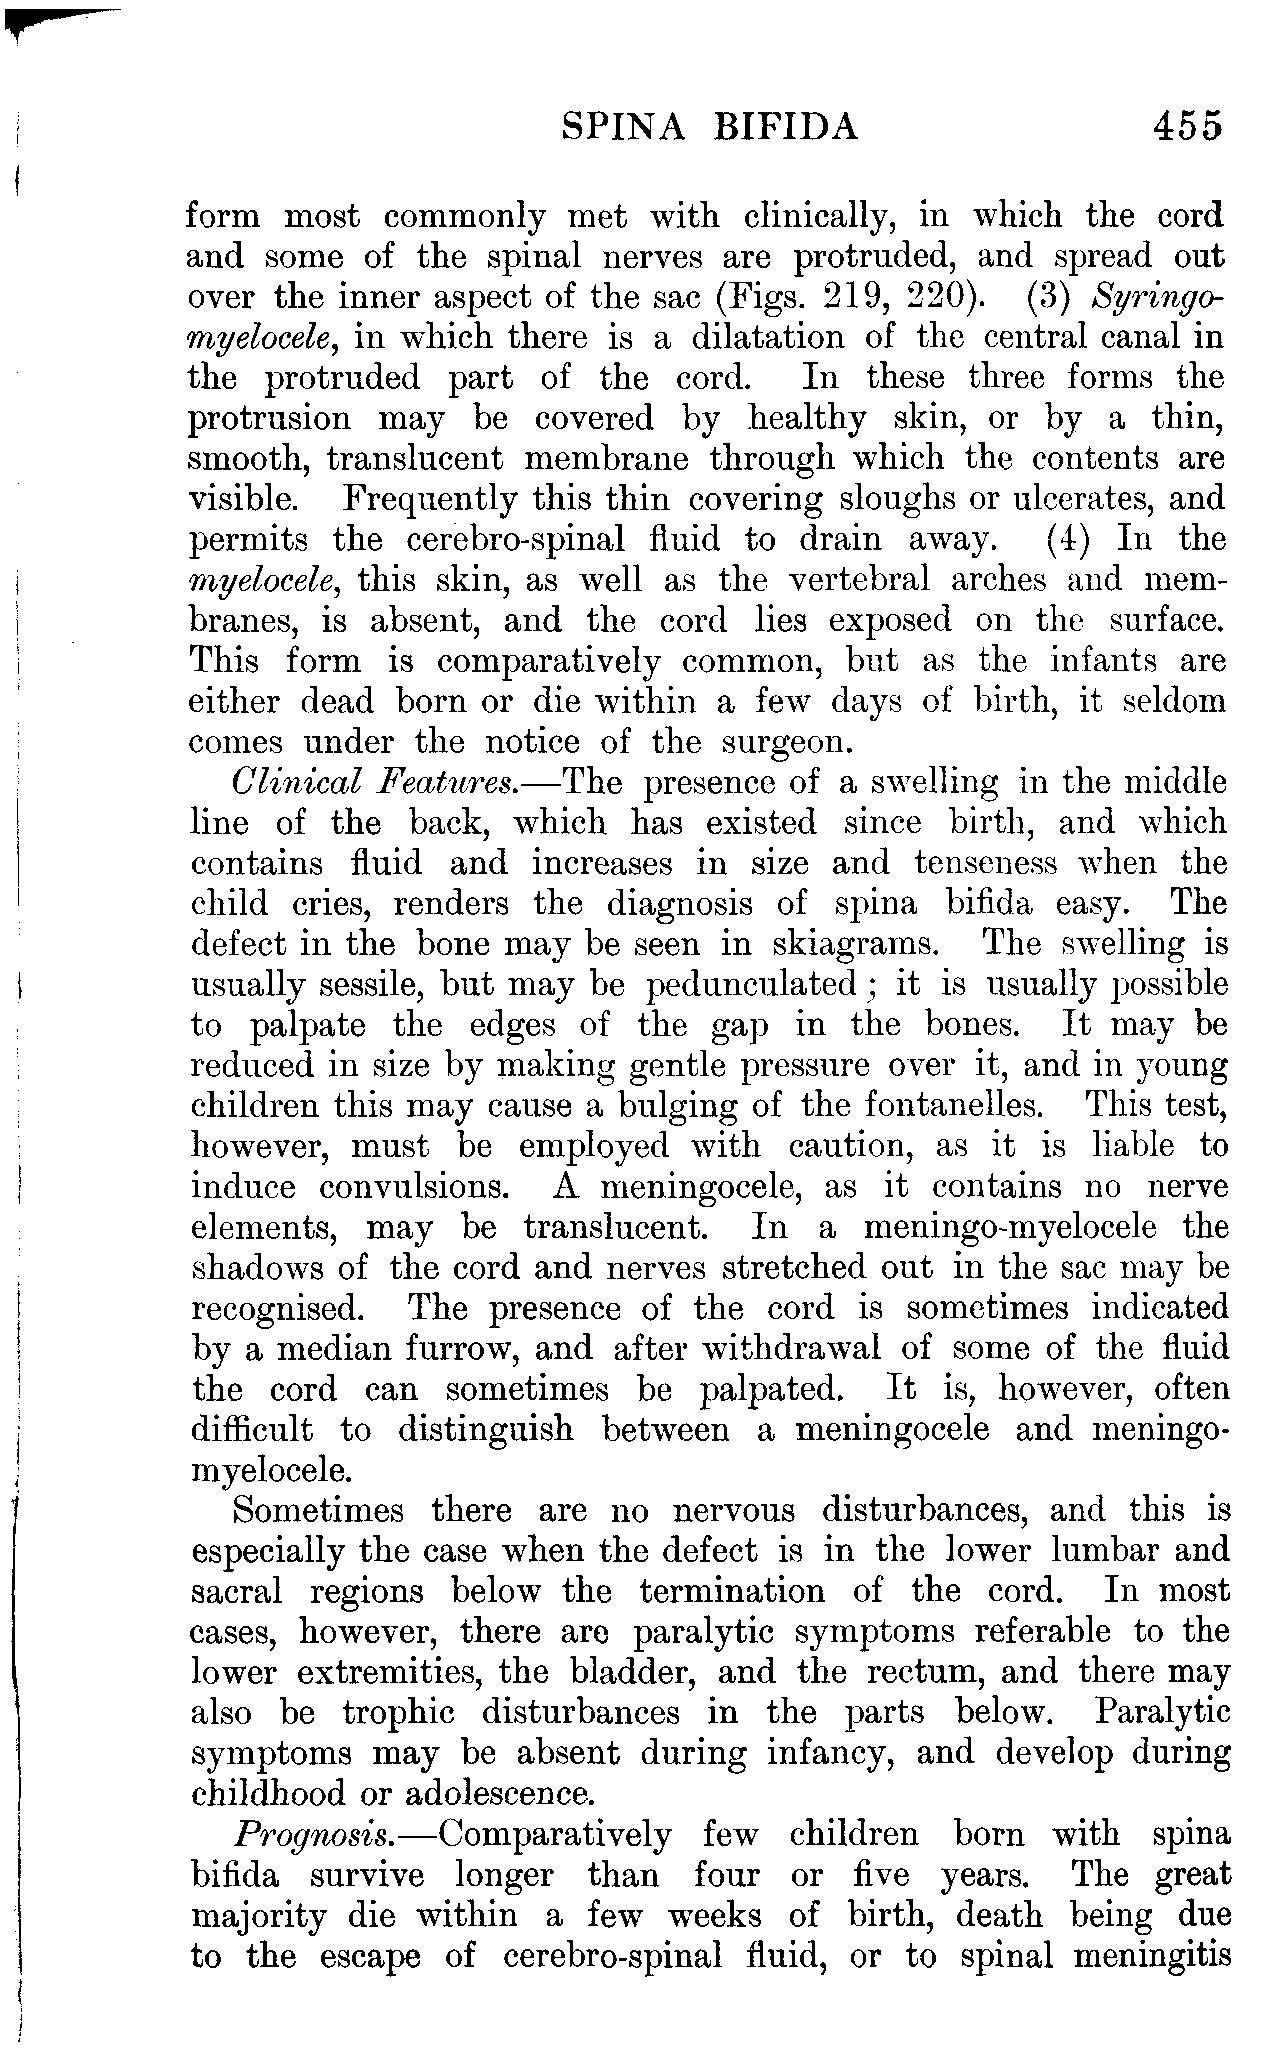 SPINA BIFIDA 455
form most commonly met with clinically, in which the cord
and some of the spinal nerves are protruded, and spread out
over the inner aspect of the sac (Figs. 219, 220). (3) Syringo-
myelocele, in which there is a dilatation of the central canal in
the protruded part of the cord. In these three forms the
protrusion may be covered by healthy skin, or by a thin,
smooth, translucent membrane through which the contents are
visible. Frequently this thin covering sloughs or ulcerates, and
permits the cerebro-spinal fluid to drain away. (4) In the
myelocele, this skin, as well as the vertebral arches and mem-
branes, is absent, and the cord lies exposed on the surface.
This form is comparatively common, but as the infants are
either dead born or die within a few days of birth, it seldom
comes under the notice of the surgeon.
Clinical Features.—The presence of a swelling in the middle
line of the back, which has existed since birth, and which
contains fluid and increases in size and tenseness when the
child cries, renders the diagnosis of spina bifida easy. The
defect in the bone may be seen in skiagrams. The swelling is
usually sessile, but may be pedunculated; it is usually possible
to palpate the edges of the gap in the bones. It may be
reduced in size by making gentle pressure over it, and in young
children this may cause a bulging of the fontanelles. This test,
however, must be employed with caution, as it is liable to
induce convulsions. A meningocele, as it contains no nerve
elements, may be translucent. In a meningo-myelocele the
shadows of the cord and nerves stretched out in the sac may be
recognised. The presence of the cord is sometimes indicated
by a median furrow, and after withdrawal of some of the fluid
the cord can sometimes be palpated. It is, however, often
difficult to distinguish between a meningocele and meningo-
myelocele.
Sometimes there are no nervous disturbances, and this is
especially the case when the defect is in the lower lumbar and
sacral regions below the termination of the cord. In most
cases, however, there are paralytic symptoms referable to the
lower extremities, the bladder, and the rectum, and there may
also be trophic disturbances in the parts below. Paralytic
symptoms may be absent during infancy, and develop during
childhood or adolescence.
Prognosis.—Comparatively few children born with spina
bifida survive longer than four or five years. The great
majority die within a few weeks of birth, death being due
to the escape of cerebro-spinal fluid, or to spinal meningitis